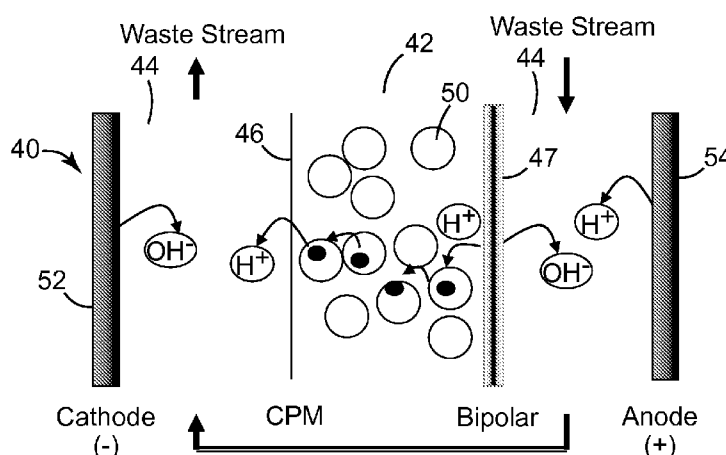 Waste Stream
Waste Stream
44
42
44
50
46
40
47
54
H+
H+
OH-
H+
OH-
52
Cathode
(-)
CPM
Bipolar
Anode
(+)